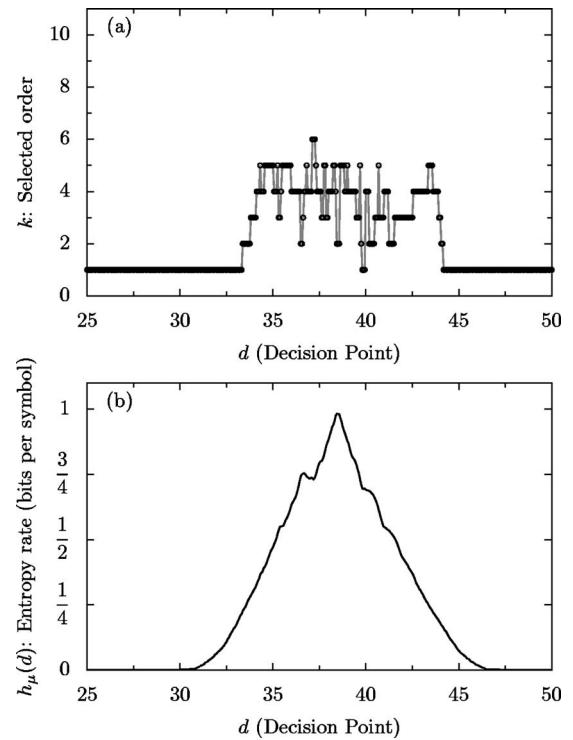 (a)
10
8
6
4
2
0
k: Selected order
25 30 35 40 45 50
d (Decision Point)
(b)
1
3/4
1/2
1/4
0
hμ(d): Entropy rate (bits per symbol)
25 30 35 40 45 50
d (Decision Point)